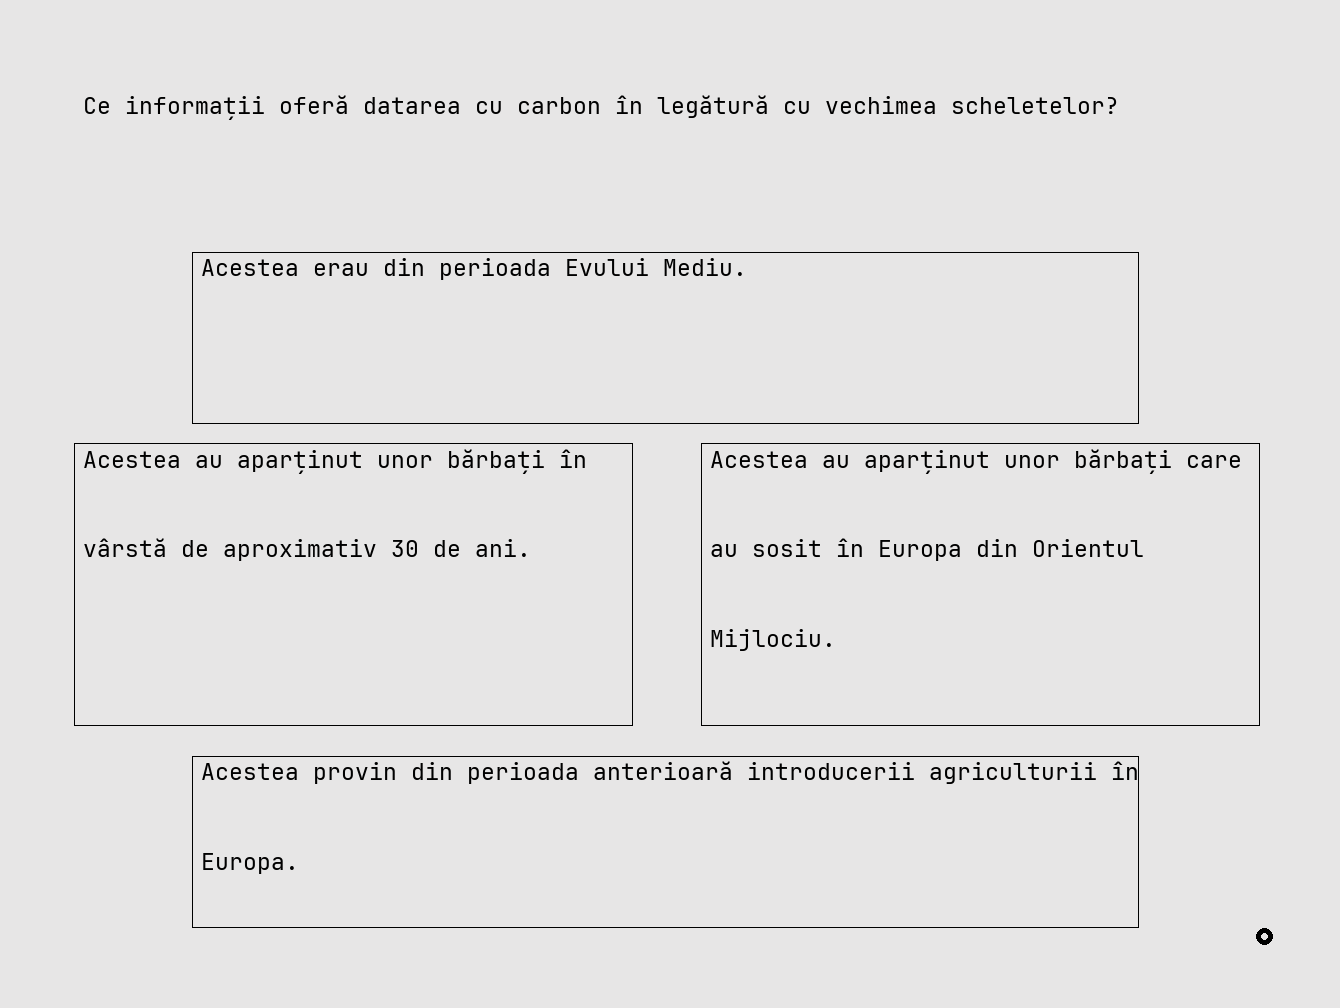 Ce informații oferă datarea cu carbon în legătură cu vechimea scheletelor?
Acestea erau din perioada Evului Mediu.
Acestea au aparținut unor bărbați în
vârstă de aproximativ 30 de ani.
Acestea au aparținut unor bărbați care
au sosit în Europa din Orientul
Mijlociu.
Acestea provin din perioada anterioară introducerii agriculturii în
Europa.